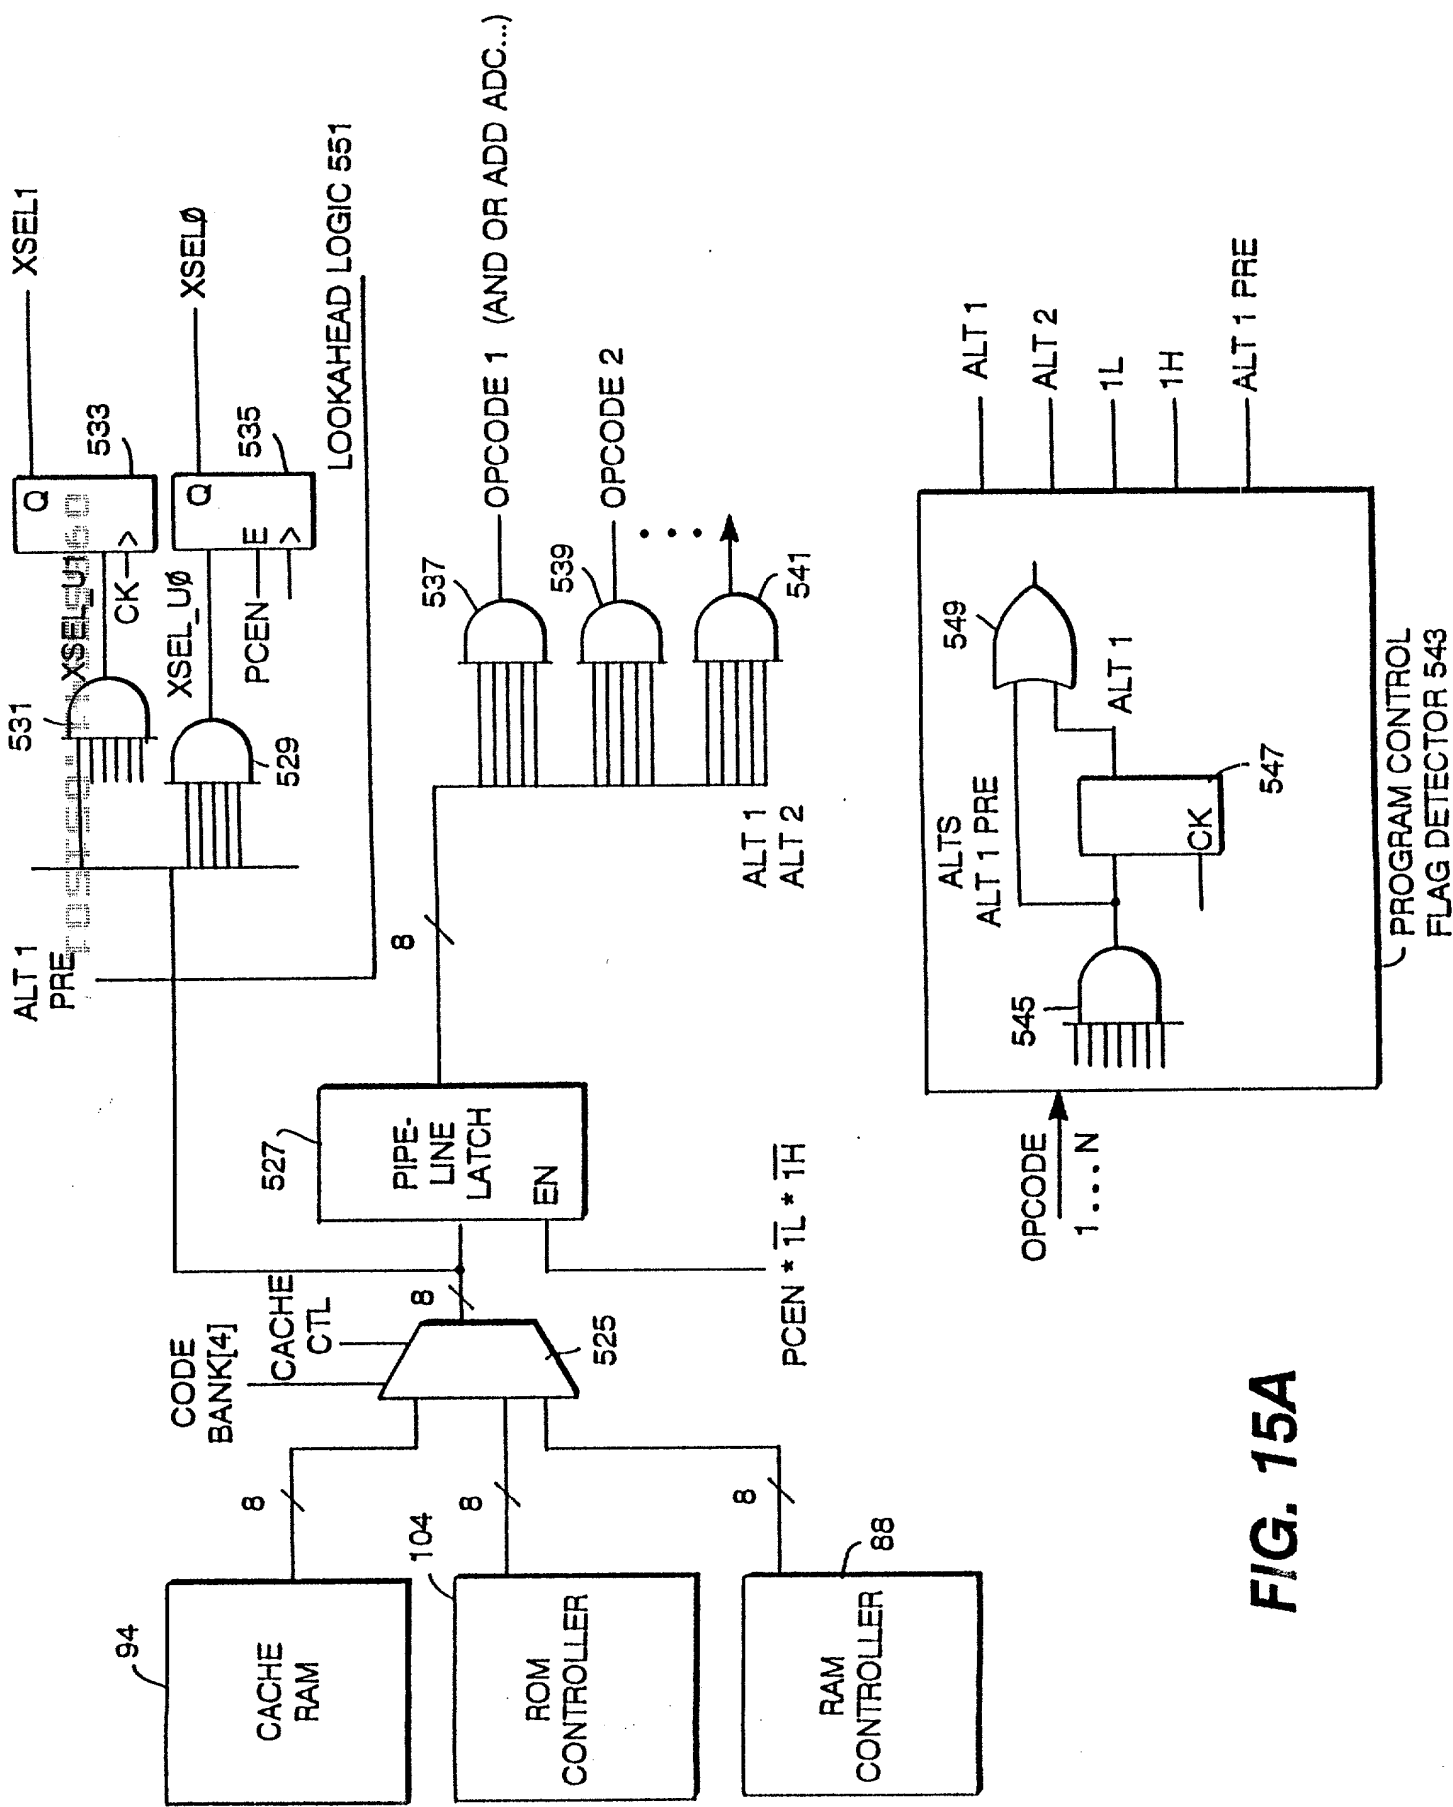 94
CACHE
RAM
104
ROM
CONTROLLER
88
RAM
CONTROLLER
8
8
8
CODE
BANK[4]
CACHE
CTL
525
8
527
PIPE-
LINE
LATCH
EN
PCEN * 1L * 1H
8
ALT 1
PRE
531
XSEL_U1
CK
Q
533
XSEL1
529
XSEL_UØ
PCEN
E
Q
535
XSELØ
LOOKAHEAD LOGIC 551
537
OPCODE 1 (AND OR ADD ADC...)
539
OPCODE 2
541
ALT 1
ALT 2
OPCODE
1...N
545
ALTS
ALT 1 PRE
CK
547
ALT 1
549
ALT 1
ALT 2
1L
1H
ALT 1 PRE
PROGRAM CONTROL
FLAG DETECTOR 543
FIG. 15A